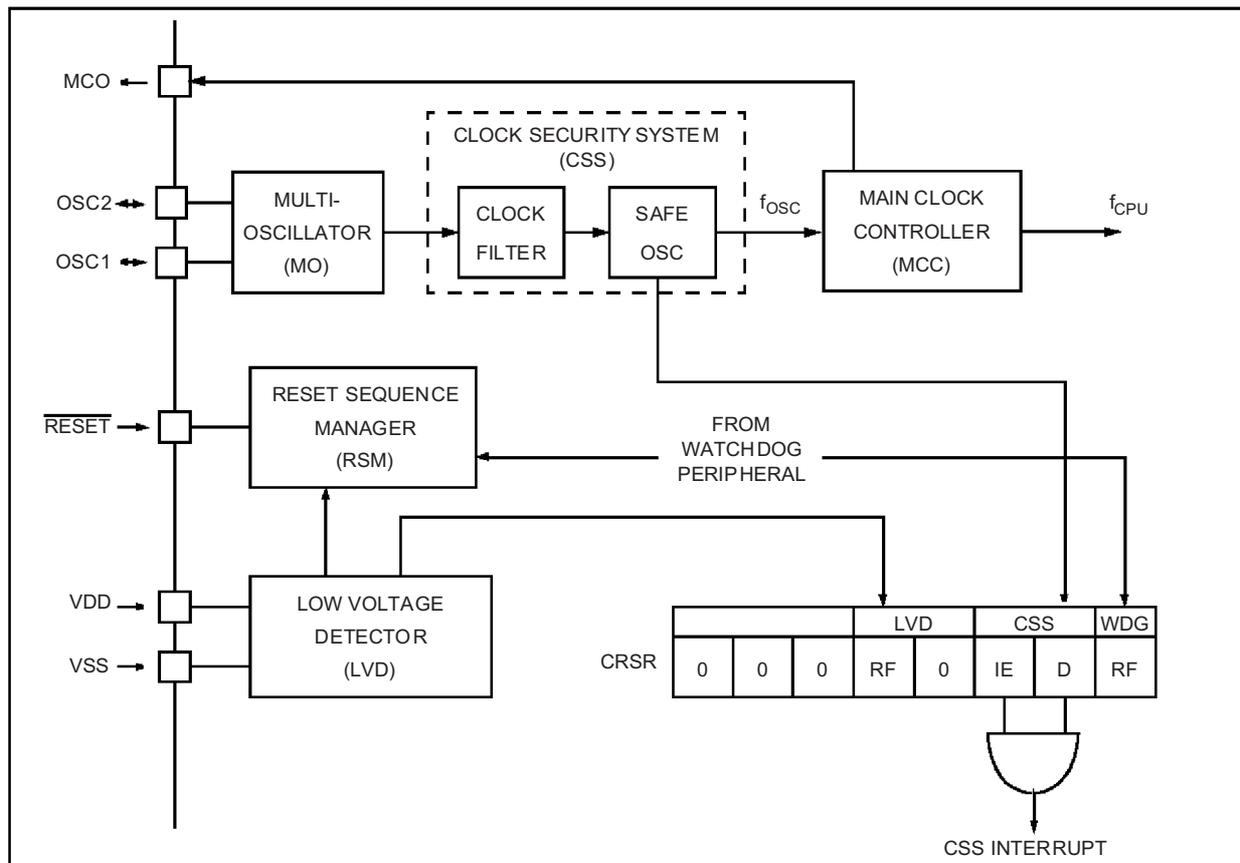 MCO
CLOCK SECURITY SYSTEM
(CSS)
OSC2
OSC1
MULTI-
OSCILLATOR
(MO)
CLOCK
FILTER
SAFE
OSC
fOSC
MAIN CLOCK
CONTROLLER
(MCC)
fCPU
RESET
RESET SEQUENCE
MANAGER
(RSM)
FROM
WATCHDOG
PERIPHERAL
VDD
VSS
LOW VOLTAGE
DETECTOR
(LVD)
LVD CSS WDG
CRSR 0 0 0 RF 0 IE D RF
CSS INTERRUPT